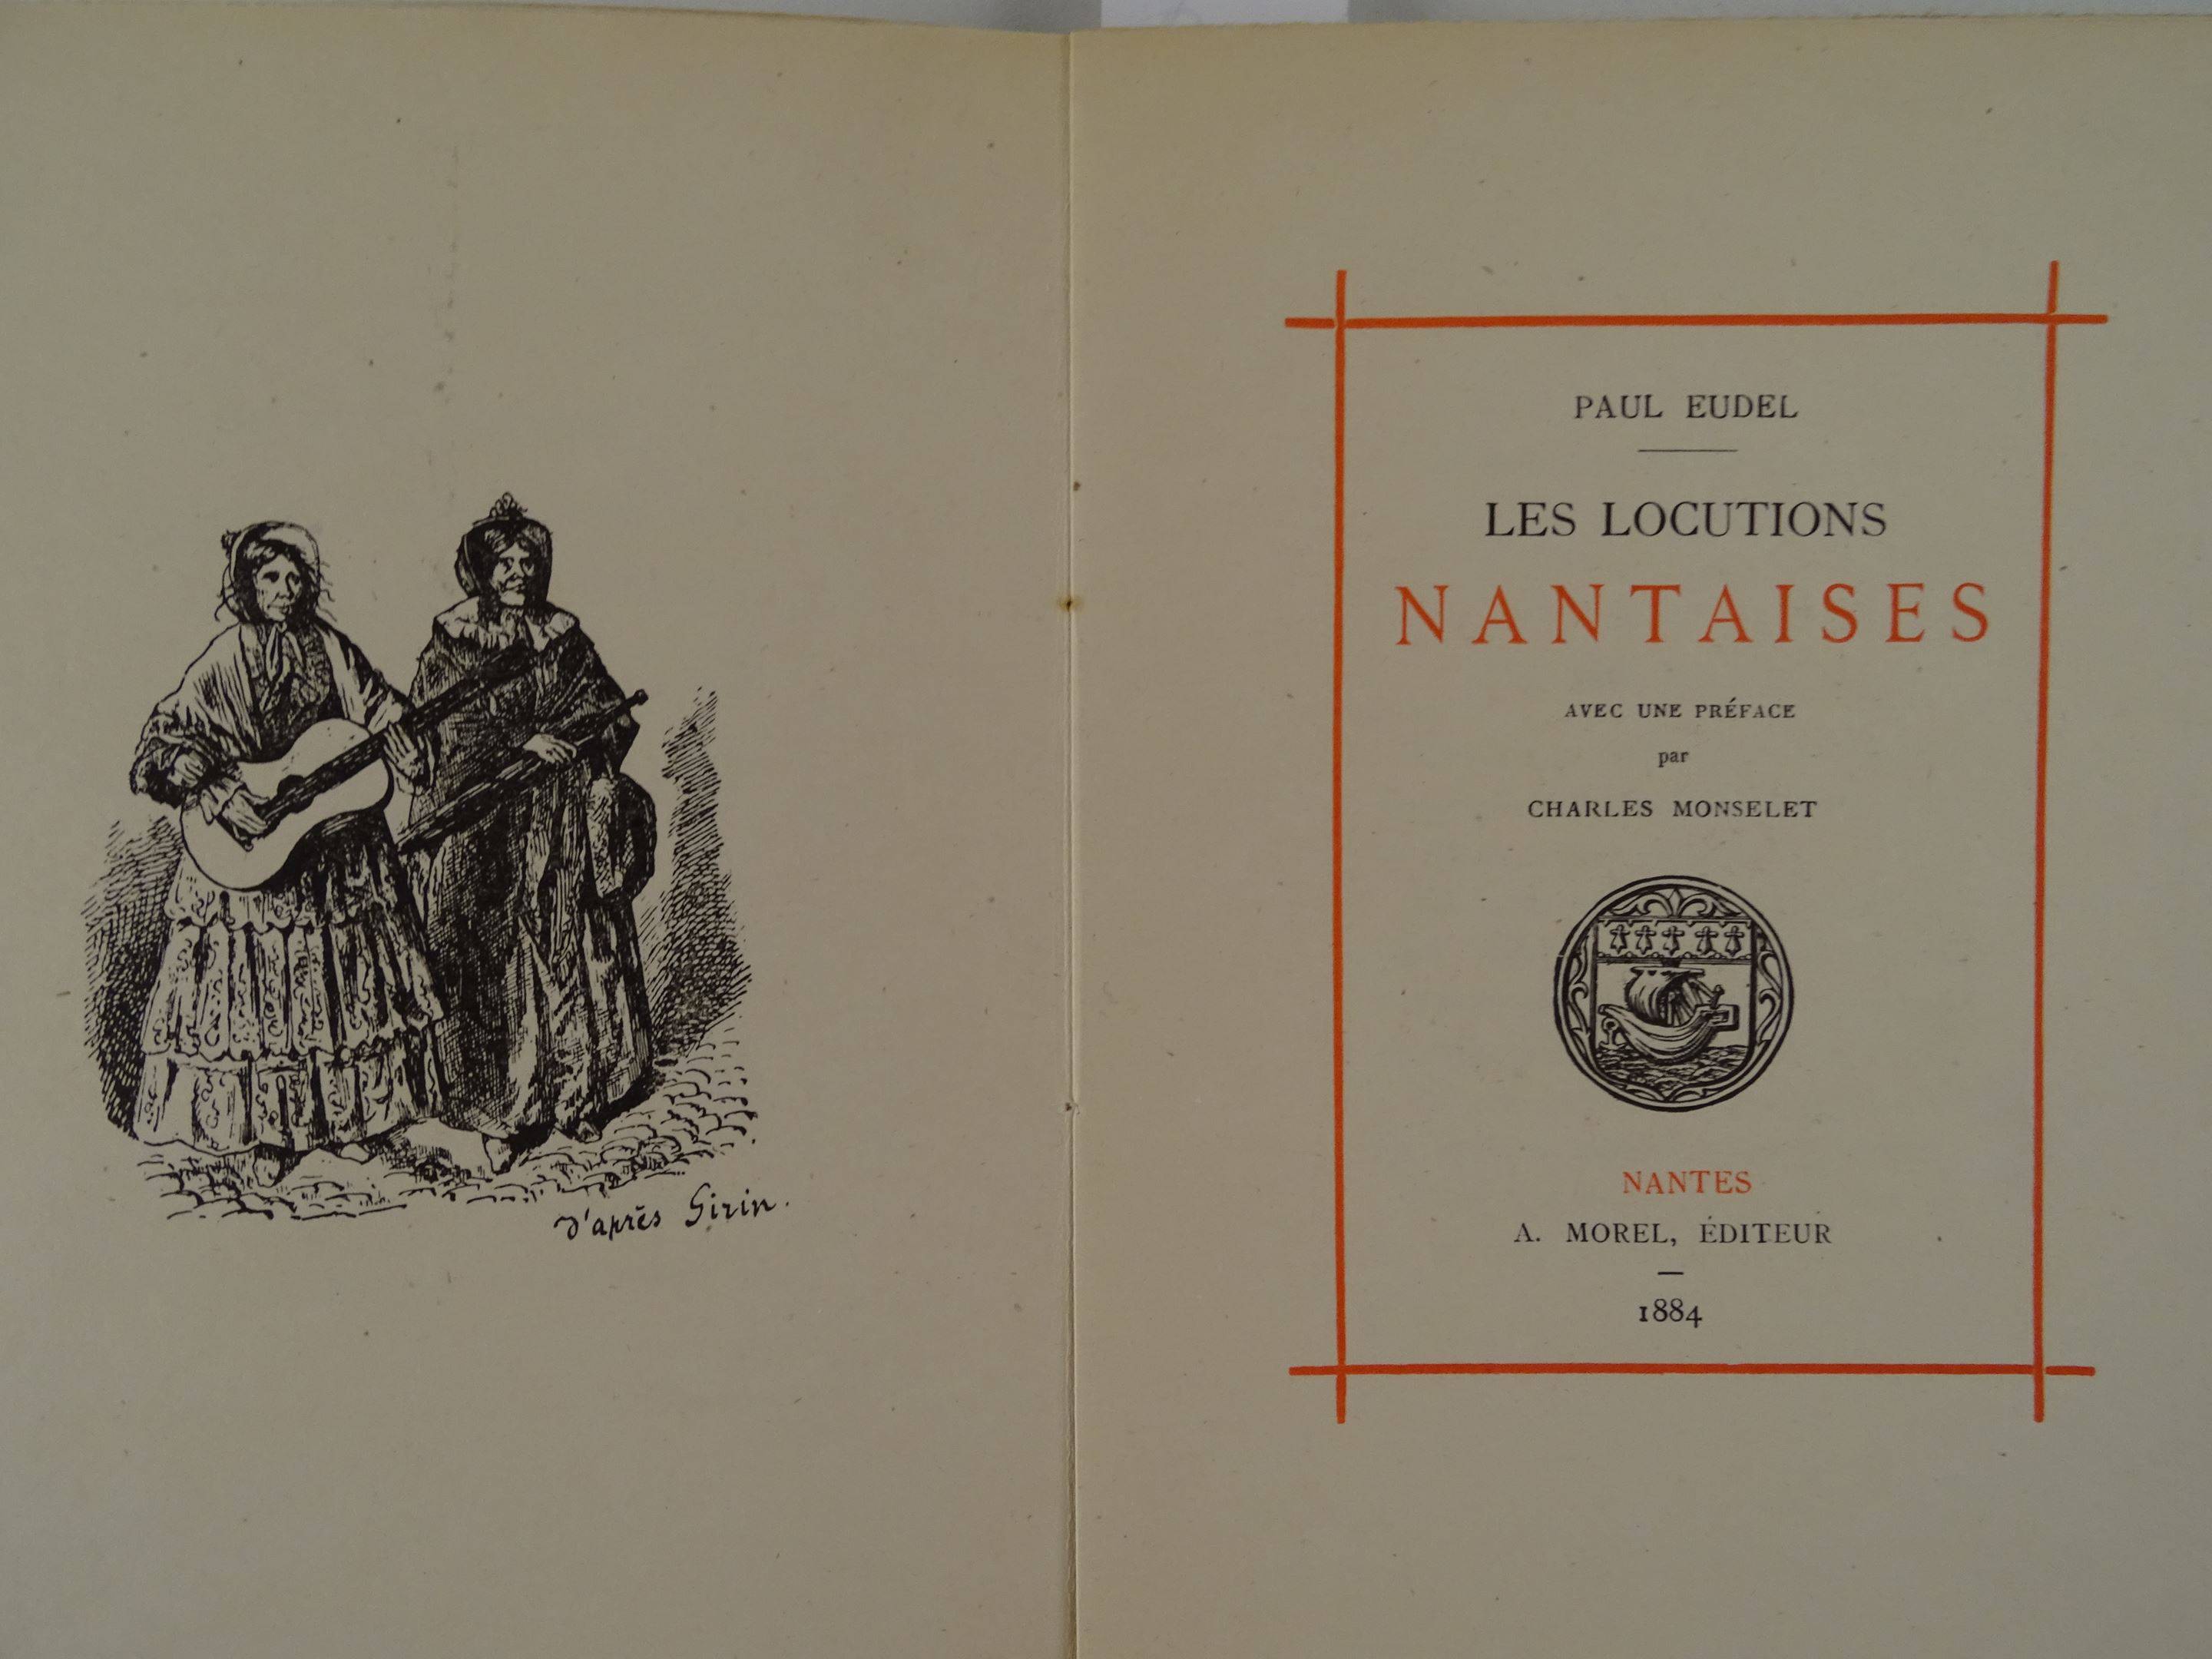 d'après Girin.
PAUL EUDEL
LES LOCUTIONS
NANTAISES
AVEC UNE PRÉFACE
par
CHARLES MONSELET
NANTES
A. MOREL, ÉDITEUR
1884